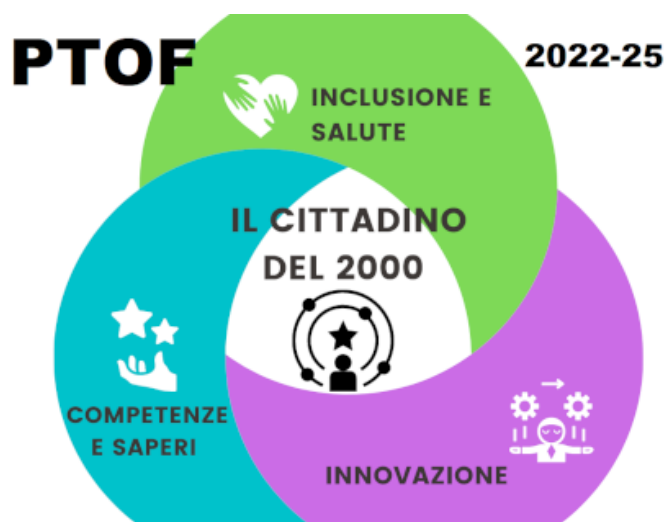 PTOF
2022-25
INCLUSIONE E
SALUTE
IL CITTADINO
DEL 2000
COMPETENZE
E SAPERI
INNOVAZIONE